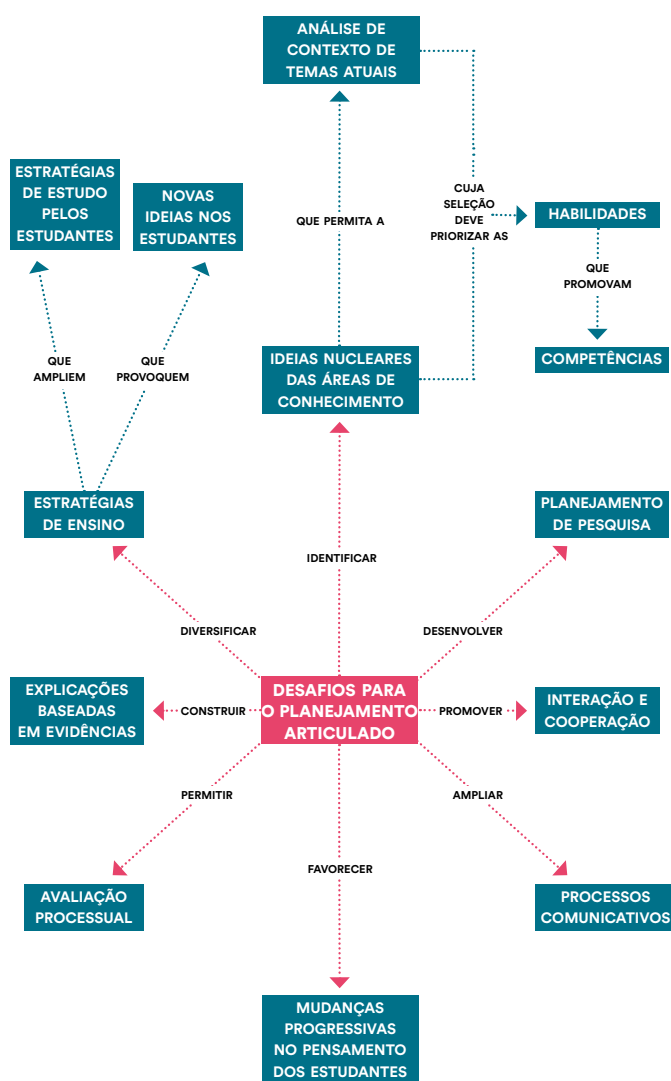 ANÁLISE DE
CONTEXTO DE
TEMAS ATUAIS
ESTRATÉGIAS
DE ESTUDO
PELOS
ESTUDANTES
NOVAS
IDEIAS NOS
ESTUDANTES
QUE PERMITA A
CUJA
SELEÇÃO
DEVE
PRIORIZAR AS
HABILIDADES
QUE
PROMOVAM
COMPETÊNCIAS
QUE
AMPLIEM
QUE
PROVOQUEM
IDEIAS NUCLEARES
DAS ÁREAS DE
CONHECIMENTO
ESTRATÉGIAS
DE ENSINO
PLANEJAMENTO
DE PESQUISA
IDENTIFICAR
DIVERSIFICAR
DESENVOLVER
EXPLICAÇÕES
BASEADAS
EM EVIDÊNCIAS
CONSTRUIR
DESAFIOS PARA
O PLANEJAMENTO
ARTICULADO
PROMOVER
INTERAÇÃO E
COOPERAÇÃO
PERMITIR
AMPLIAR
FAVORECER
AVALIAÇÃO
PROCESSUAL
PROCESSOS
COMUNICATIVOS
MUDANÇAS
PROGRESSIVAS
NO PENSAMENTO
DOS ESTUDANTES